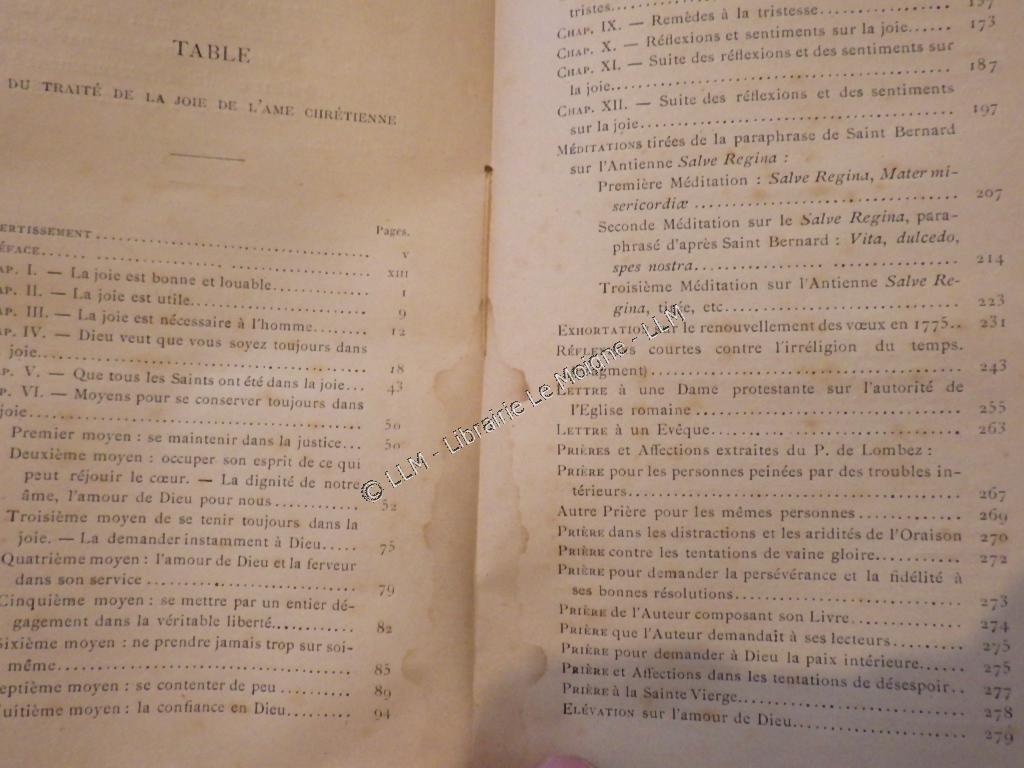 TABLE
DU TRAITÉ DE LA JOIE DE L'AME CHRÉTIENNE
Pages.
ERTISSEMENT.......... v
ÉFACE.......... XIII
AP. I. — La joie est bonne et louable.......... 1
AP. II. — La joie est utile.......... 9
AP. III. — La joie est nécessaire à l'homme.......... 12
AP. IV. — Dieu veut que vous soyez toujours dans
joie.......... 18
AP. V. — Que tous les Saints ont été dans la joie... 43
AP. VI. — Moyens pour se conserver toujours dans
joie.......... 50
Premier moyen : se maintenir dans la justice... 50
Deuxième moyen : occuper son esprit de ce qui
peut réjouir le cœur. — La dignité de notre
âme, l'amour de Dieu pour nous.......... 52
Troisième moyen de se tenir toujours dans la
joie. — La demander instamment à Dieu..... 75
Quatrième moyen : l'amour de Dieu et la ferveur
dans son service.......... 79
Cinquième moyen : se mettre par un entier dé-
gagement dans la véritable liberté.......... 82
Sixième moyen : ne prendre jamais trop sur soi-
même.......... 85
eptième moyen : se contenter de peu.......... 89
uitième moyen : la confiance en Dieu.......... 94
tristes..........
CHAP. IX. — Remèdes à la tristesse.......... 157
CHAP. X. — Réflexions et sentiments sur la joie...... 173
CHAP. XI. — Suite des réflexions et des sentiments sur
la joie.......... 187
CHAP. XII. — Suite des réflexions et des sentiments
sur la joie.......... 197
MÉDITATIONS tirées de la paraphrase de Saint Bernard
sur l'Antienne Salve Regina :
Première Méditation : Salve Regina, Mater mi-
sericordiæ.......... 207
Seconde Méditation sur le Salve Regina, para-
phrasé d'après Saint Bernard : Vita, dulcedo,
spes nostra.......... 214
Troisième Méditation sur l'Antienne Salve Re-
gina, tirée, etc.......... 223
EXHORTATION sur le renouvellement des vœux en 1775.. 231
RÉFLEXIONS courtes contre l'irréligion du temps.
(Fragment).......... 243
LETTRE à une Dame protestante sur l'autorité de
l'Eglise romaine.......... 255
LETTRE à un Evêque.......... 263
PRIÈRES et Affections extraites du P. de Lombez :
PRIÈRE pour les personnes peinées par des troubles in-
térieurs.......... 267
Autre Prière pour les mêmes personnes.......... 269
PRIÈRE dans les distractions et les aridités de l'Oraison 270
PRIÈRE contre les tentations de vaine gloire.......... 272
PRIÈRE pour demander la persévérance et la fidélité à
ses bonnes résolutions.......... 273
PRIÈRE de l'Auteur composant son Livre.......... 274
PRIÈRE que l'Auteur demandait à ses lecteurs.......... 275
PRIÈRE pour demander à Dieu la paix intérieure...... 275
PRIÈRE et Affections dans les tentations de désespoir.. 277
PRIÈRE à la Sainte Vierge.......... 278
ELÉVATION sur l'amour de Dieu.......... 279
© LLM - Librairie Le Moione - LLM